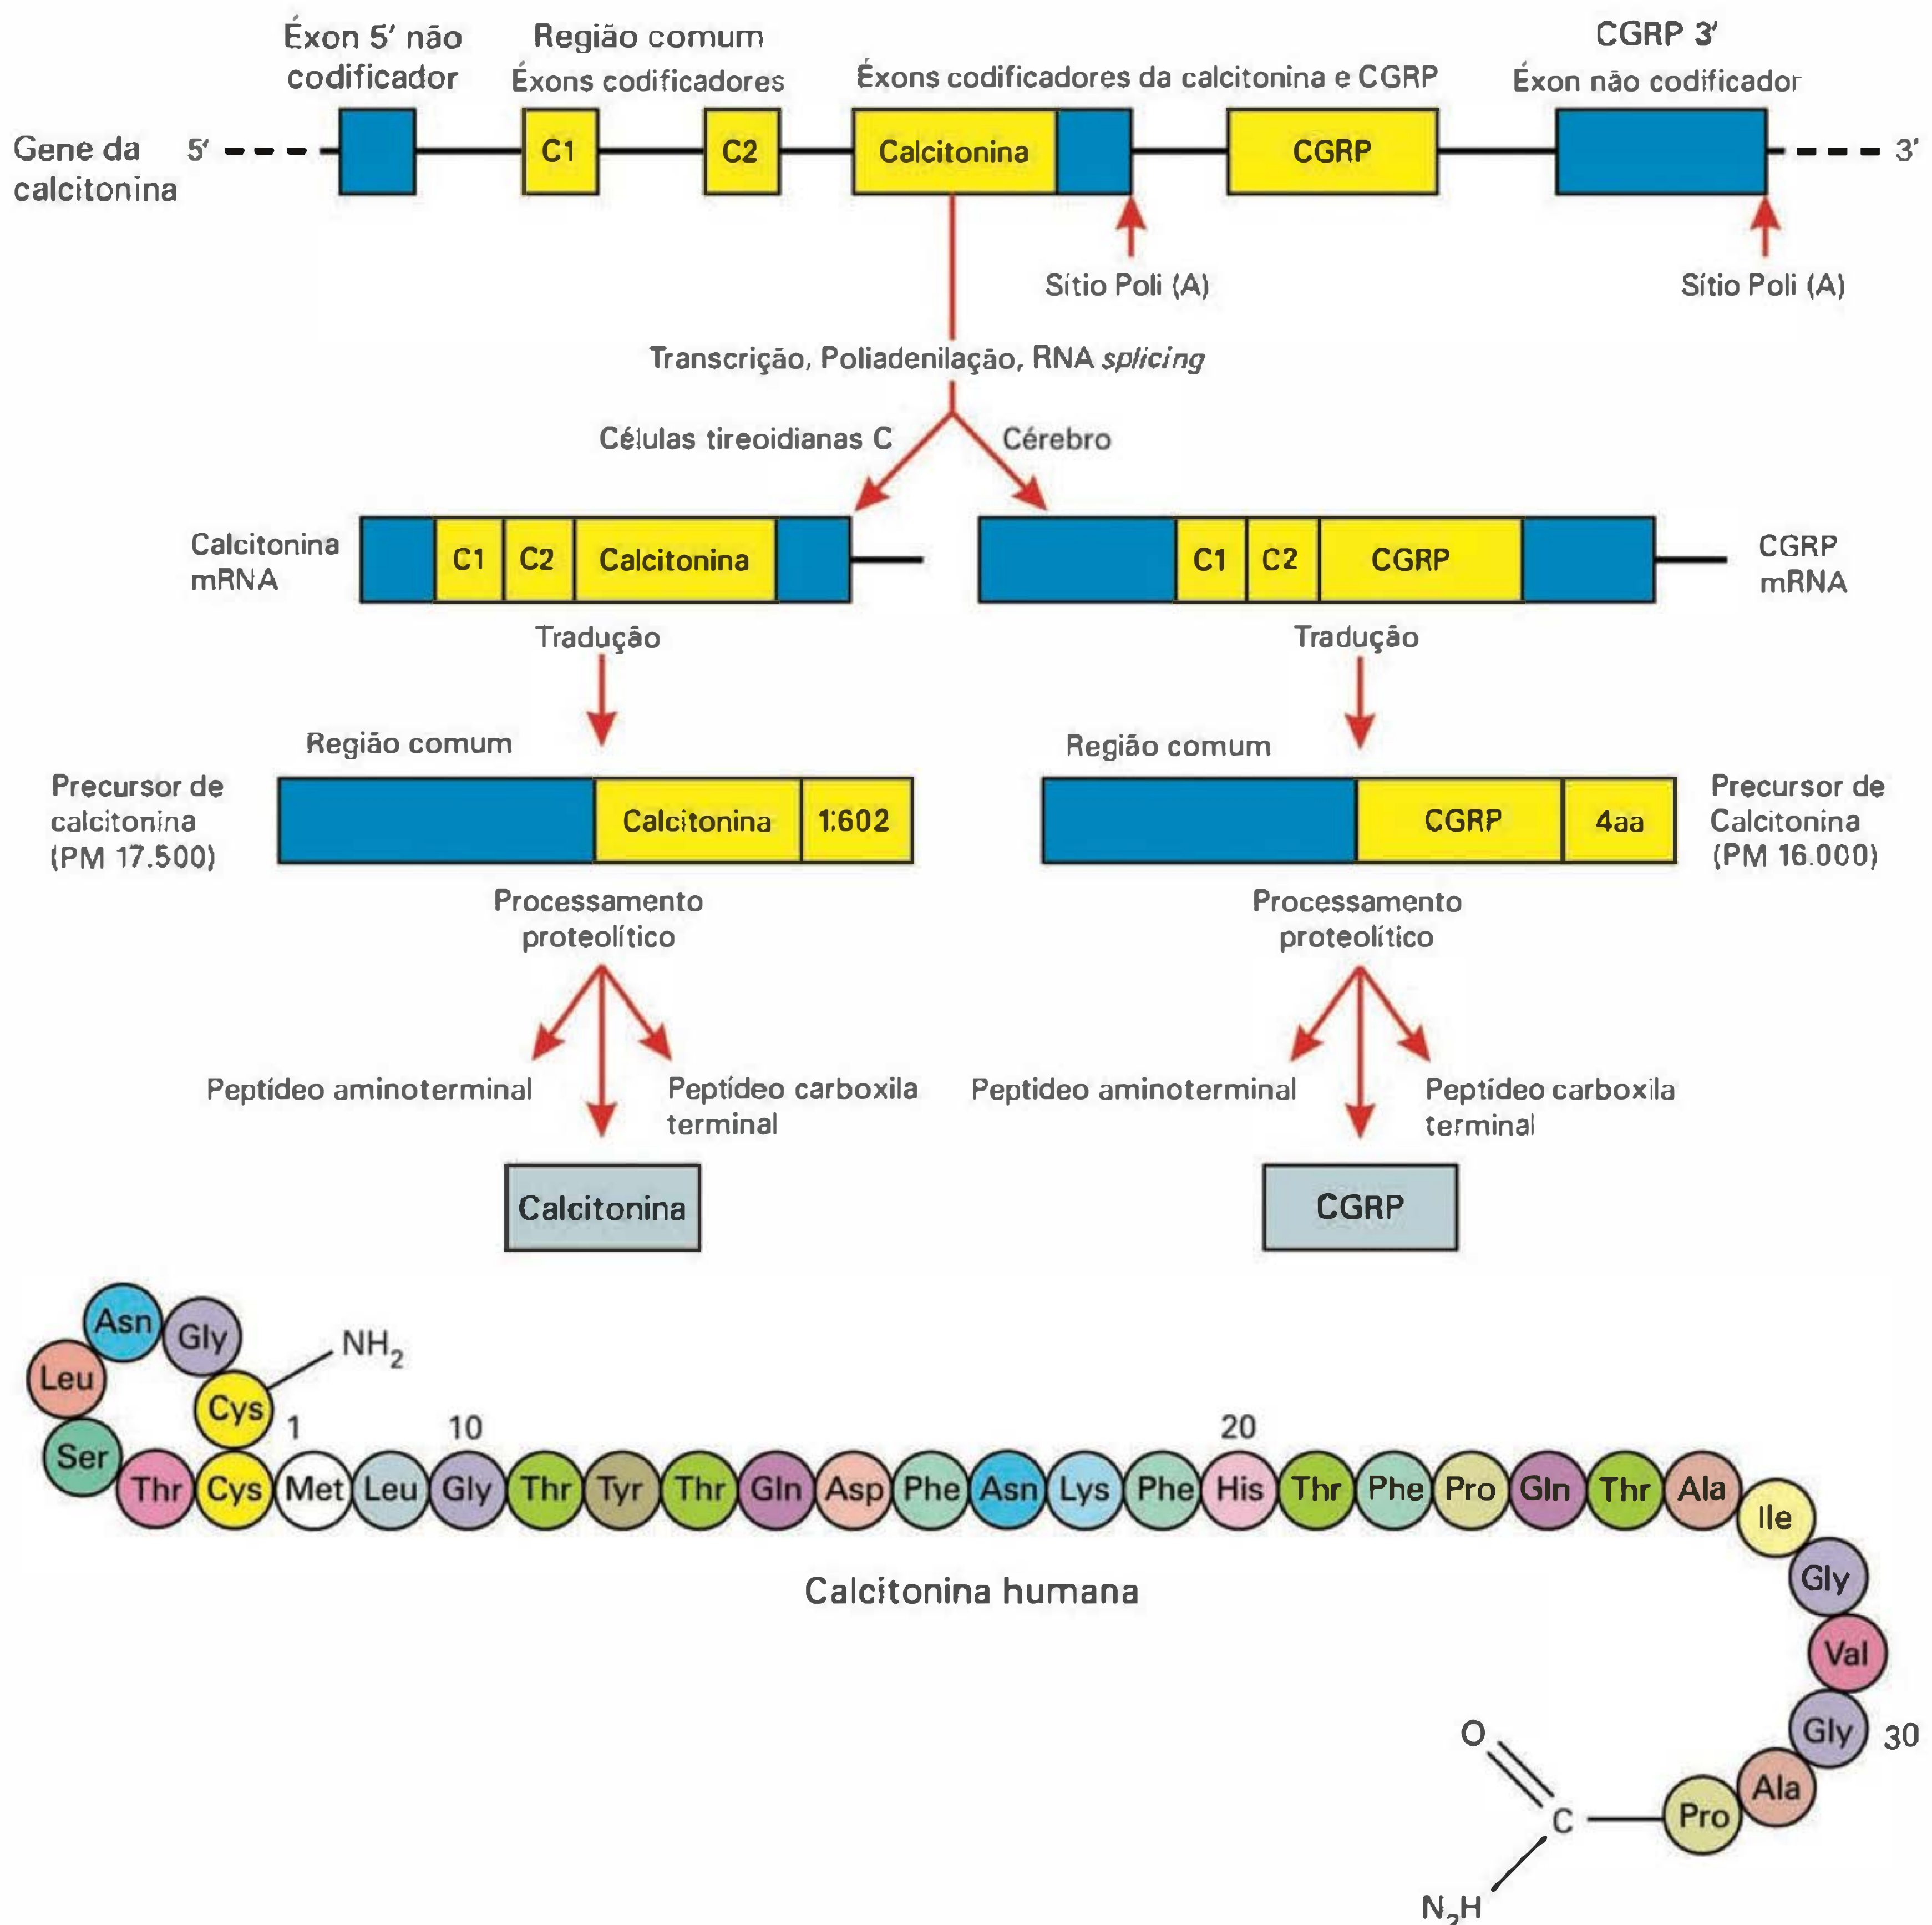 Éxon 5′ não
codificador
Região comum
Éxons codificadores
Éxons codificadores da calcitonina e CGRP
CGRP 3′
Éxon não codificador
Gene da
calcitonina
5′
C1
C2
Calcitonina
CGRP
3′
Sítio Poli (A)
Sítio Poli (A)
Transcrição, Poliadenilação, RNA splicing
Células tireoidianas C
Cérebro
Calcitonina
mRNA
C1
C2
Calcitonina
C1
C2
CGRP
CGRP
mRNA
Tradução
Tradução
Região comum
Região comum
Precursor de
calcitonina
(PM 17.500)
Calcitonina
1:602
CGRP
4aa
Precursor de
Calcitonina
(PM 16.000)
Processamento
proteolítico
Processamento
proteolítico
Peptídeo aminoterminal
Peptídeo carboxila
terminal
Peptideo aminoterminal
Peptídeo carboxila
terminal
Calcitonina
CGRP
Asn
Gly
NH2
Leu
Cys
1
10
20
Ser
Thr
Cys
Met
Leu
Gly
Thr
Tyr
Thr
Gln
Asp
Phe
Asn
Lys
Phe
His
Thr
Phe
Pro
Gln
Thr
Ala
Ile
Gly
Val
Gly
30
Ala
Pro
Calcitonina humana
O
C
N2H